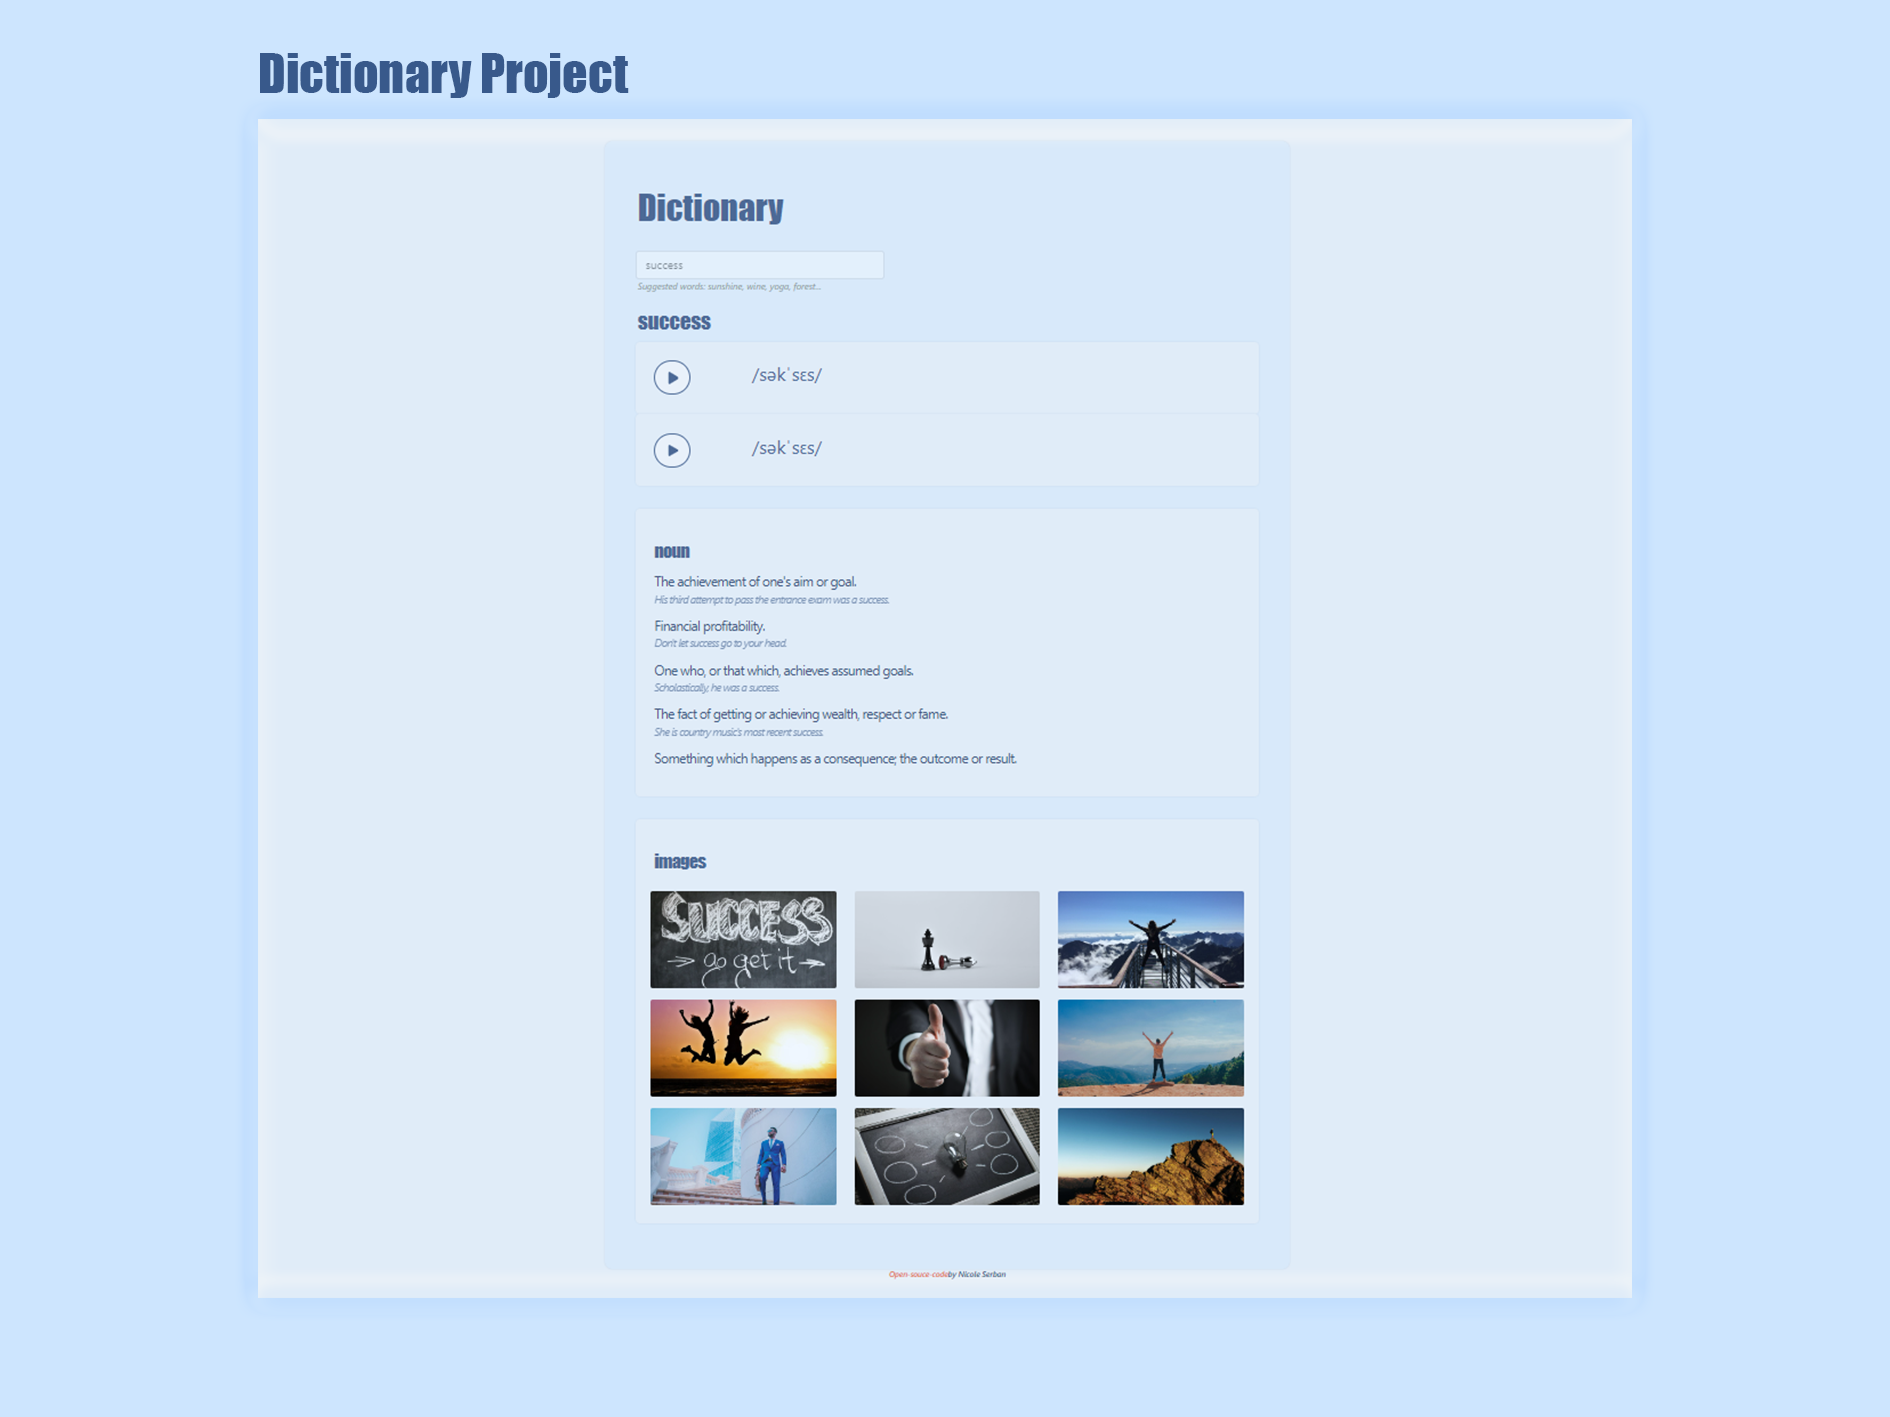 Dictionary Project
Dictionary
success
Suggested words: sunshine, wine, yoga, forest...
success
/səkˈsɛs/
/səkˈsɛs/
noun
The achievement of one's aim or goal.
His third attempt to pass the entrance exam was a success.
Financial profitability.
Don't let success go to your head.
One who, or that which, achieves assumed goals.
Scholastically, he was a success.
The fact of getting or achieving wealth, respect or fame.
She is country music's most recent success.
Something which happens as a consequence; the outcome or result.
images
SUCCESS
go get it
Open-souce-codeby Nicole Serban